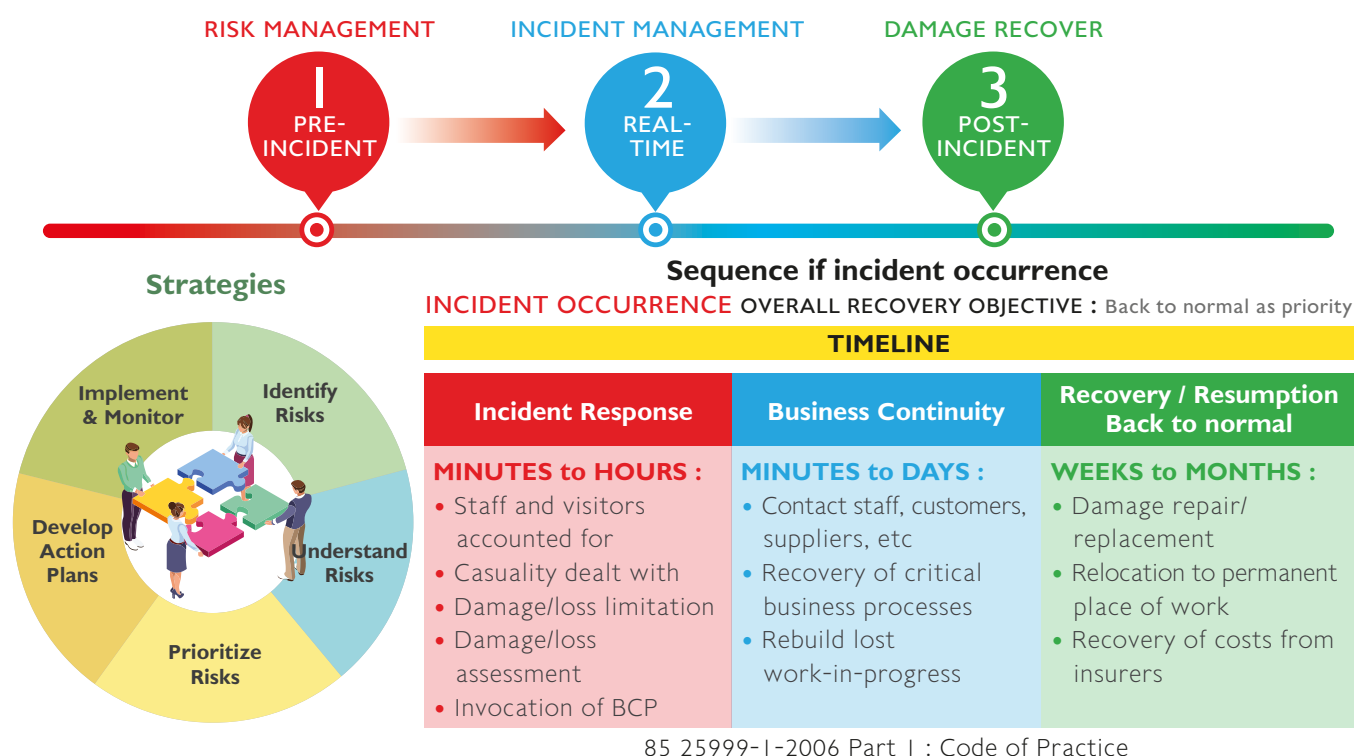 RISK MANAGEMENT
INCIDENT MANAGEMENT
DAMAGE RECOVER
1
PRE-
INCIDENT
2
REAL-
TIME
3
POST-
INCIDENT
Strategies
Implement
& Monitor
Identify
Risks
Develop
Action
Plans
Understand
Risks
Prioritize
Risks
Sequence if incident occurrence
INCIDENT OCCURRENCE OVERALL RECOVERY OBJECTIVE : Back to normal as priority
TIMELINE
Incident Response
MINUTES to HOURS :
• Staff and visitors
accounted for
• Casuality dealt with
• Damage/loss limitation
• Damage/loss
assessment
• Invocation of BCP
Business Continuity
MINUTES to DAYS :
• Contact staff, customers,
suppliers, etc
• Recovery of critical
business processes
• Rebuild lost
work-in-progress
Recovery / Resumption
Back to normal
WEEKS to MONTHS :
• Damage repair/
replacement
• Relocation to permanent
place of work
• Recovery of costs from
insurers
85 25999-1-2006 Part 1 : Code of Practice